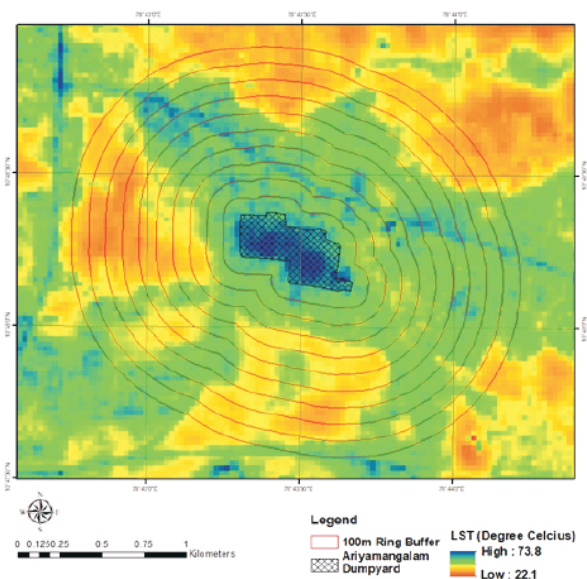 78°43'0"E 78°43'30"E 78°44'0"E
78°43'0"E 78°43'30"E 78°44'0"E
N
W E
S
0 0.125 0.25 0.5 0.75 1
Kilometers
Legend
100m Ring Buffer
Ariyamangalam
Dumpyard
LST (Degree Celcius)
High : 73.8
Low : 22.1